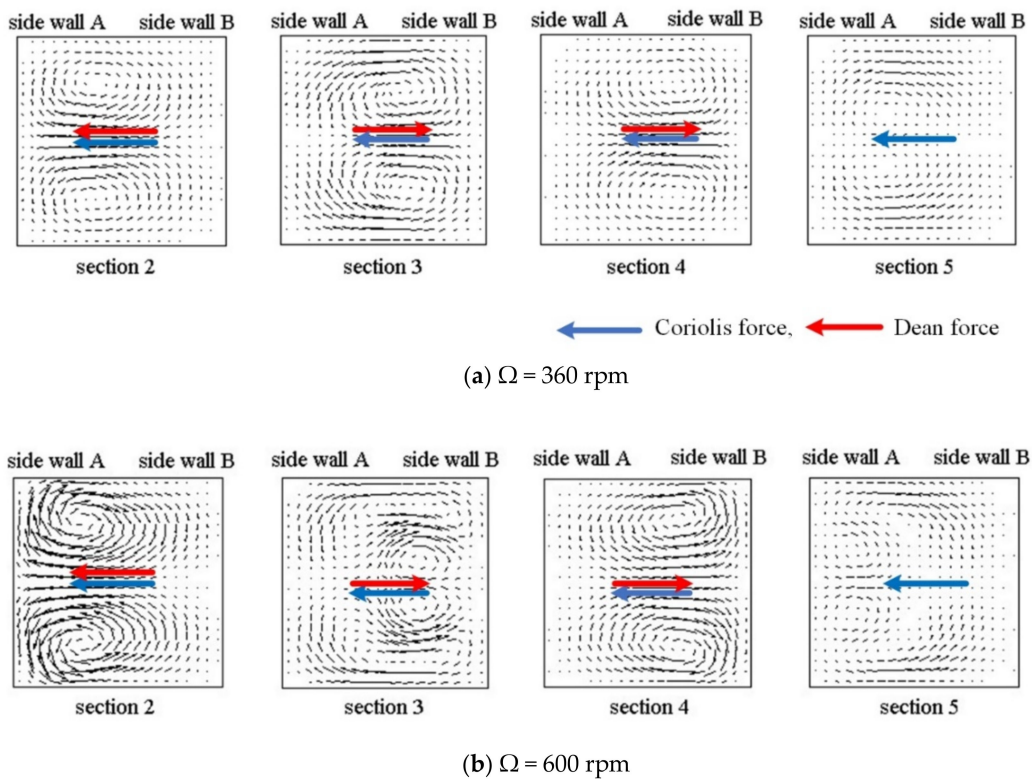 side wall A side wall B side wall A side wall B side wall A side wall B side wall A side wall B
section 2 section 3 section 4 section 5
Coriolis force, Dean force
(a) Ω = 360 rpm
side wall A side wall B side wall A side wall B side wall A side wall B side wall A side wall B
section 2 section 3 section 4 section 5
(b) Ω = 600 rpm